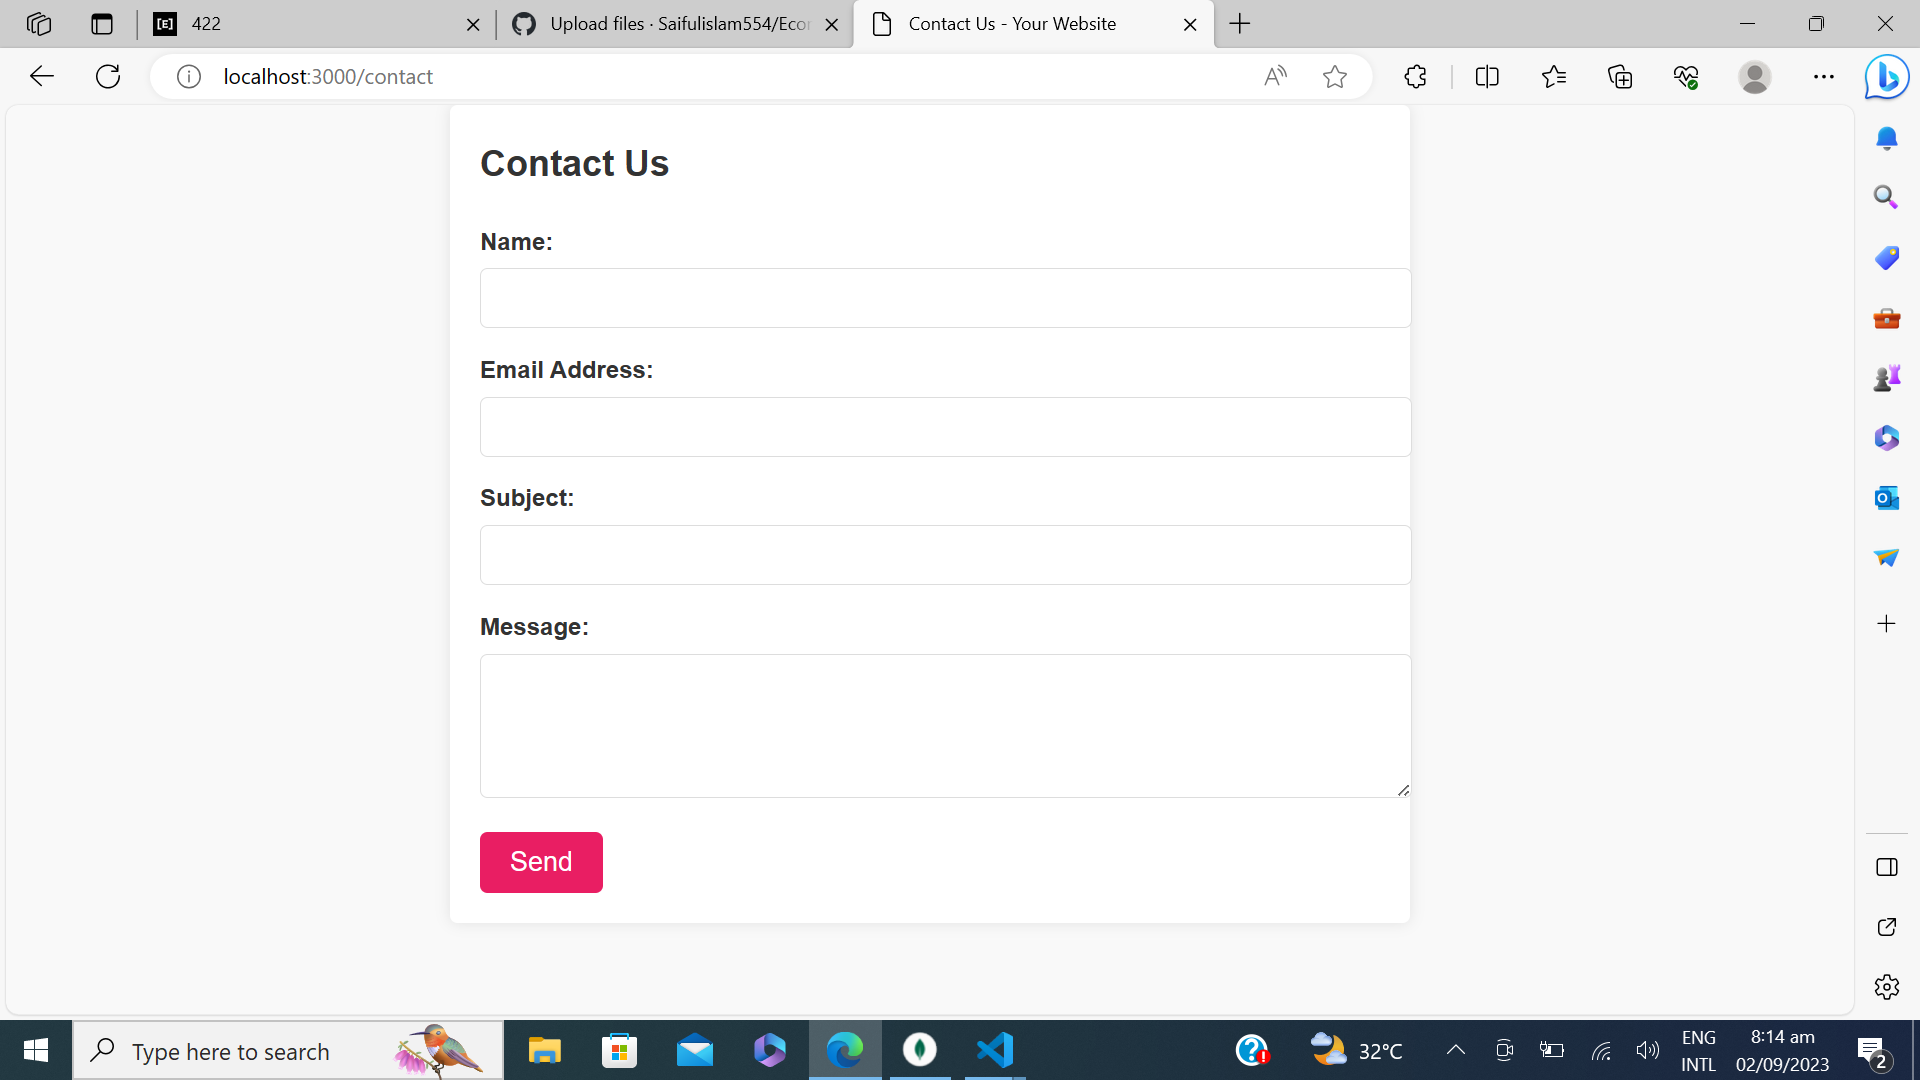 422
Upload files · Saifulislam554/Ecor
Contact Us - Your Website
localhost:3000/contact
Contact Us
Name:
Email Address:
Subject:
Message:
Send
Type here to search
32°C
ENG
INTL
8:14 am
02/09/2023
2